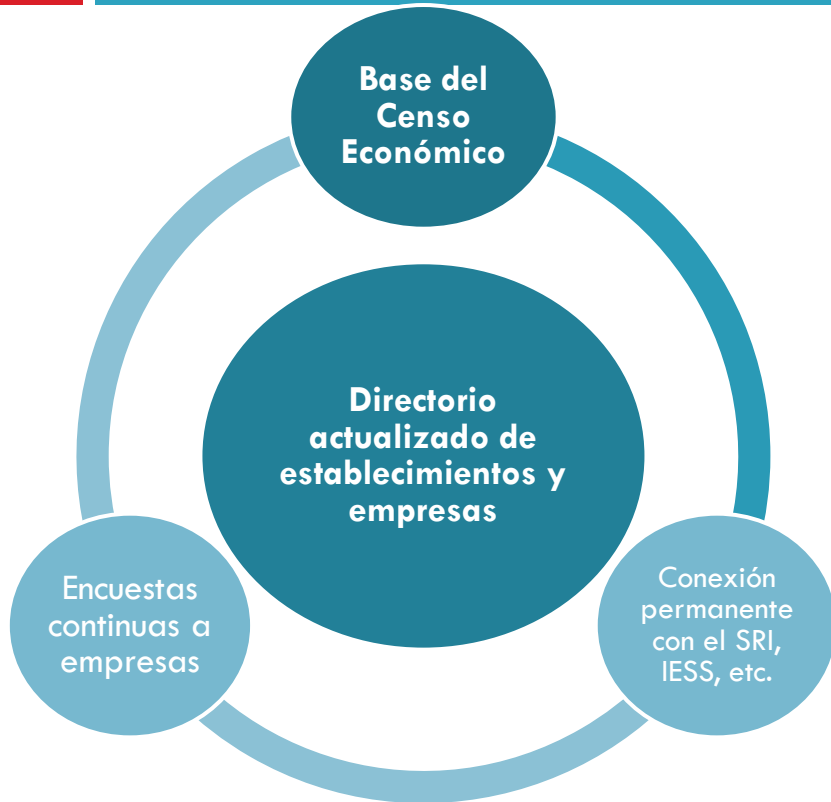 Base del
Censo
Económico
Directorio
actualizado de
establecimientos y
empresas
Encuestas
continuas a
empresas
Conexión
permanente
con el SRI,
IESS, etc.